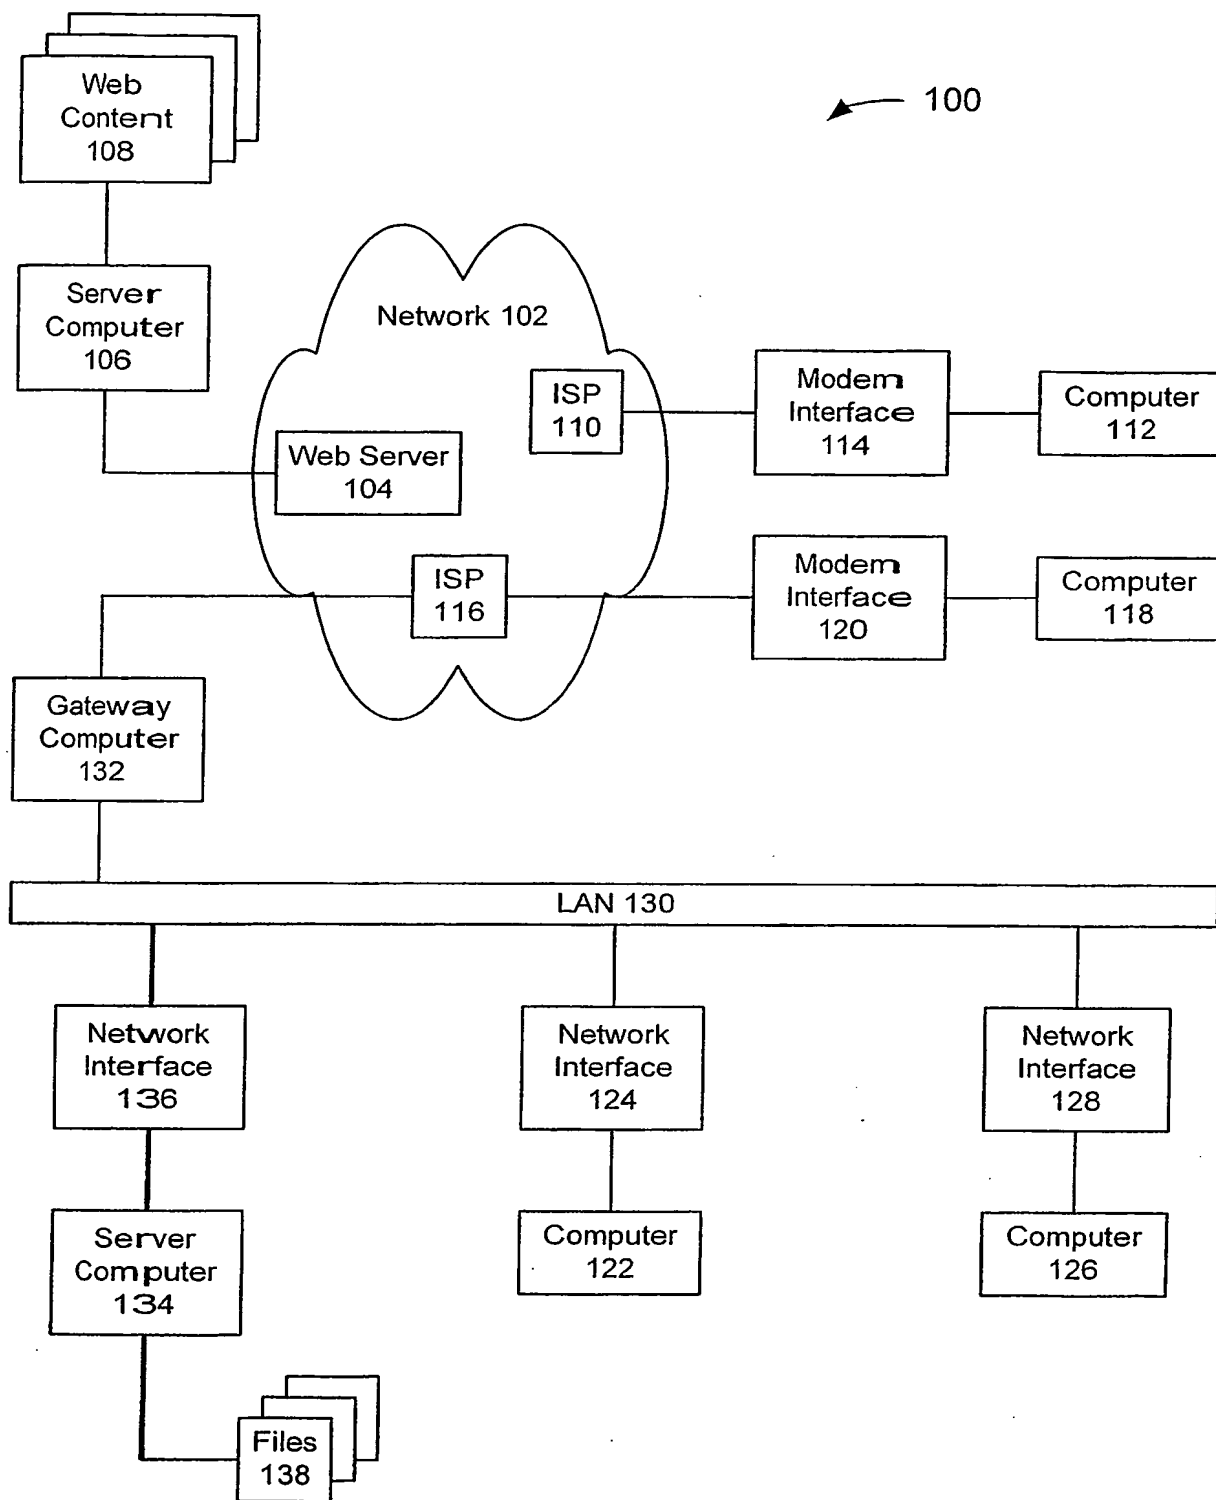 Web
Content
108
100
Server
Computer
106
Network 102
ISP
110
Modem
Interface
114
Computer
112
Web Server
104
ISP
116
Modem
Interface
120
Computer
118
Gateway
Computer
132
LAN 130
Network
Interface
136
Network
Interface
124
Network
Interface
128
Server
Computer
134
Computer
122
Computer
126
Files
138